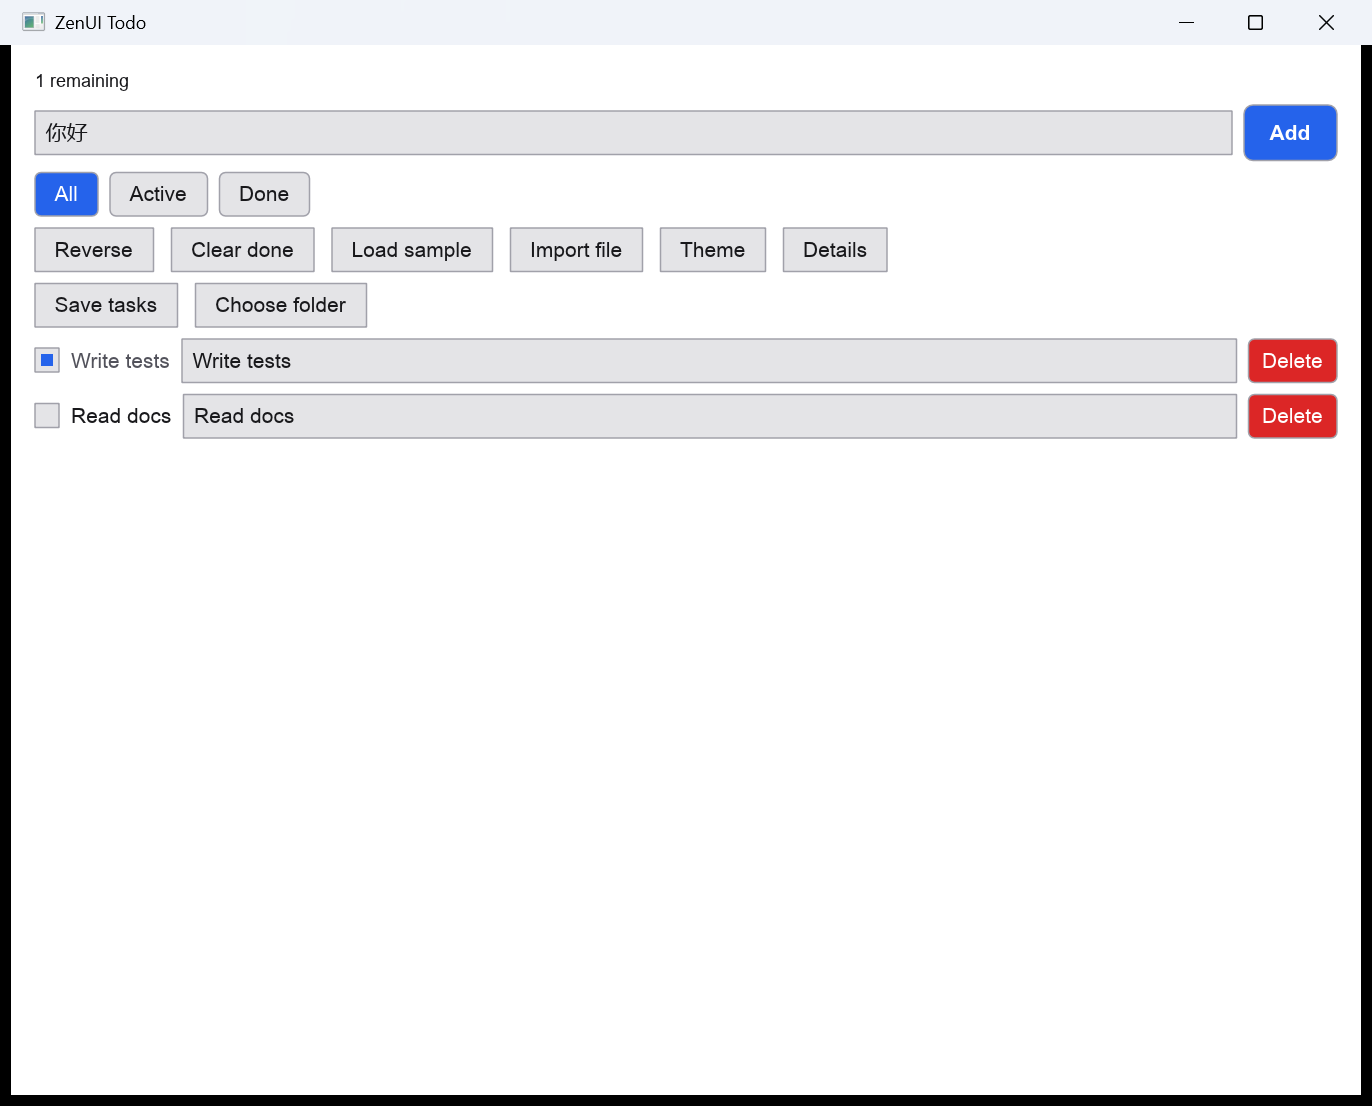 ZenUI Todo
1 remaining
你好 Add
All Active Done
Reverse Clear done Load sample Import file Theme Details
Save tasks Choose folder
Write tests Write tests Delete
Read docs Read docs Delete